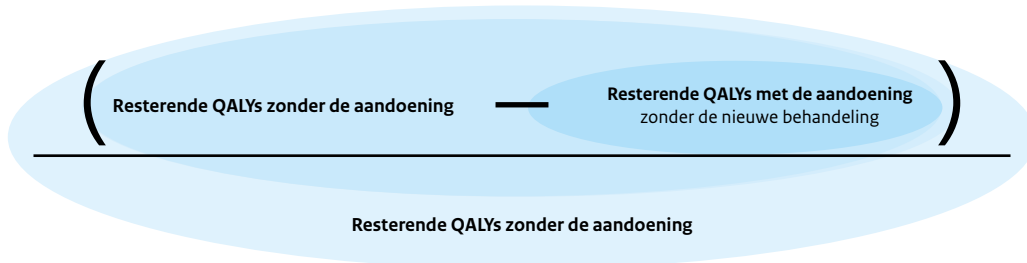 ( Resterende QALYs zonder de aandoening — Resterende QALYs met de aandoening )
zonder de nieuwe behandeling
Resterende QALYs zonder de aandoening